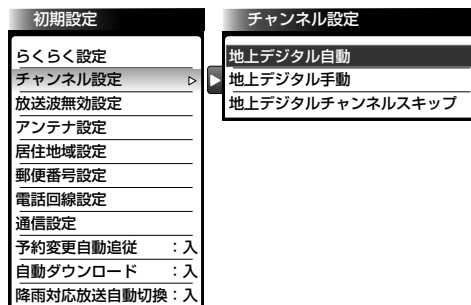 初期設定
らくらく設定
チャンネル設定
放送波無効設定
アンテナ設定
居住地域設定
郵便番号設定
電話回線設定
通信設定
予約変更自動追従 ：入
自動ダウンロード ：入
降雨対応放送自動切換：入
チャンネル設定
地上デジタル自動
地上デジタル手動
地上デジタルチャンネルスキップ